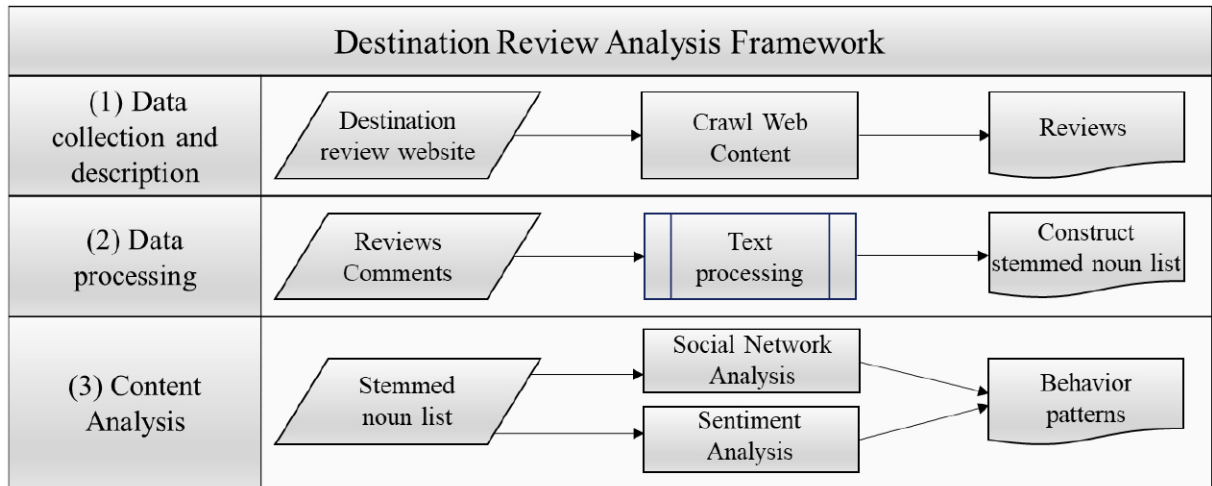 Destination Review Analysis Framework
(1) Data
collection and
description
Destination
review website
Crawl Web
Content
Reviews
(2) Data
processing
Reviews
Comments
Text
processing
Construct
stemmed noun list
(3) Content
Analysis
Stemmed
noun list
Social Network
Analysis
Sentiment
Analysis
Behavior
patterns